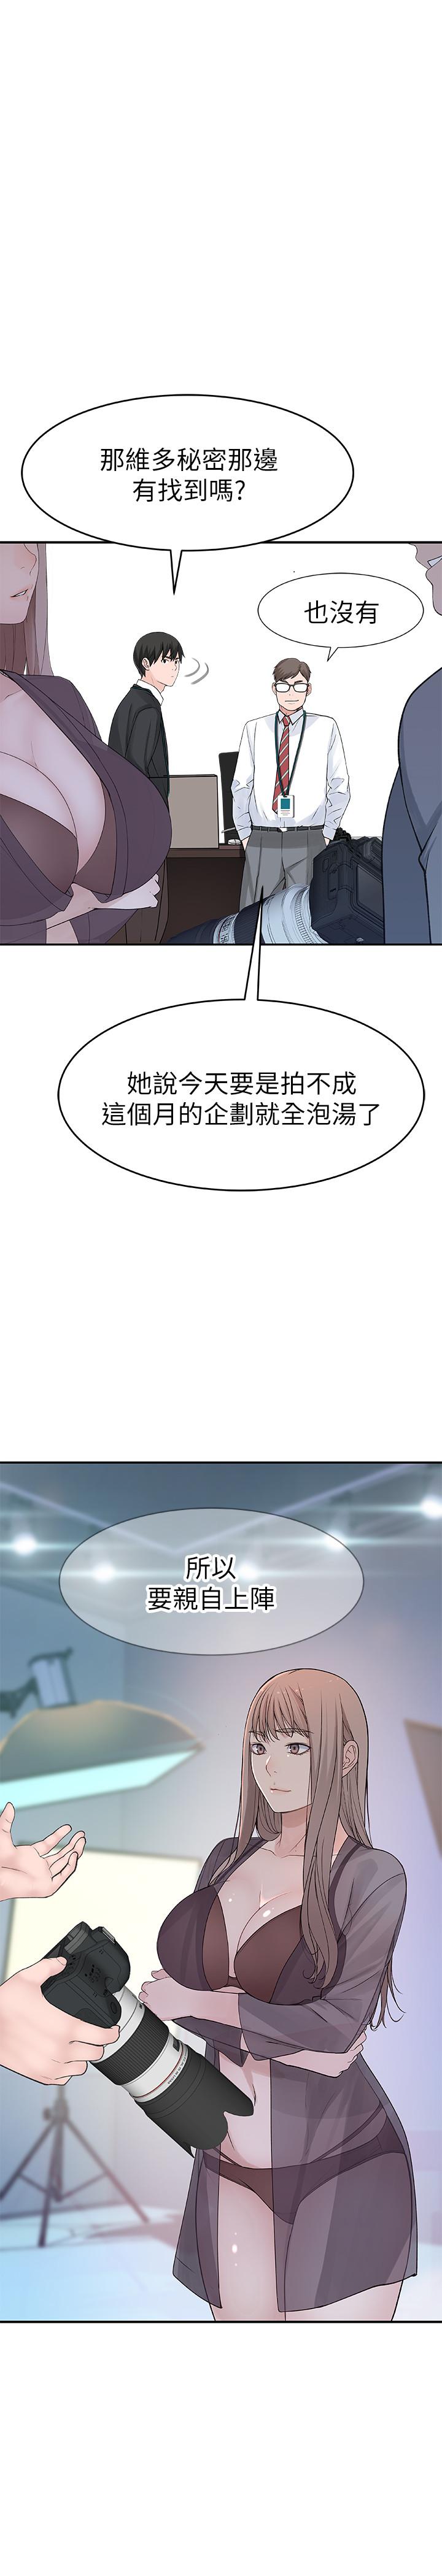 那維多秘密那邊
有找到嗎?
也沒有
她說今天要是拍不成
這個月的企劃就全泡湯了
所以
要親自上陣